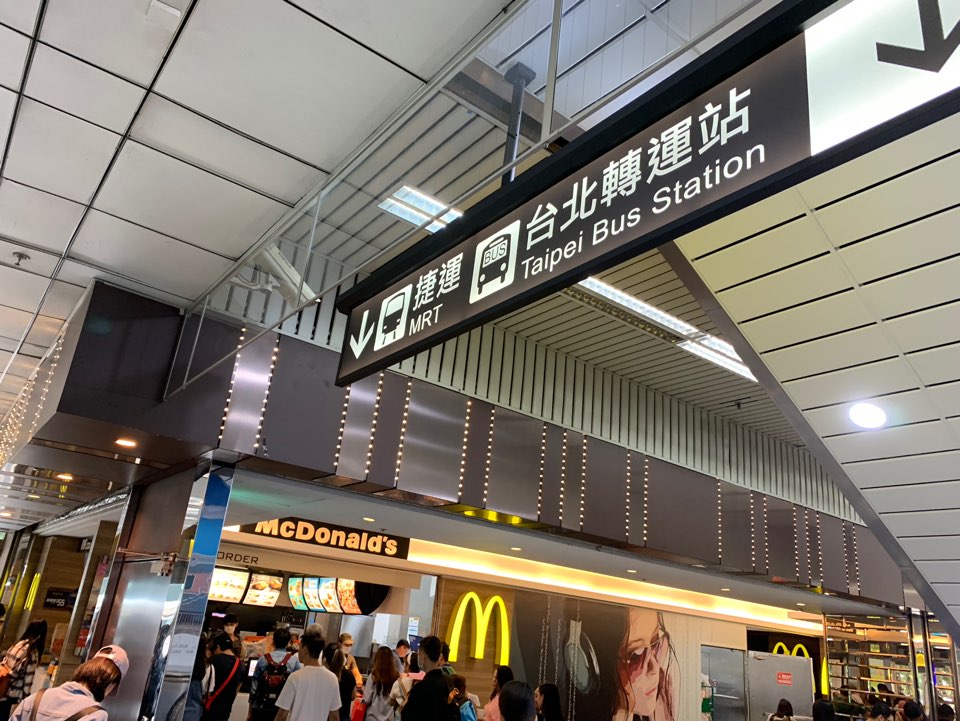 捷運
MRT
BUS
台北轉運站
Taipei Bus Station
McDonald's
ORDER